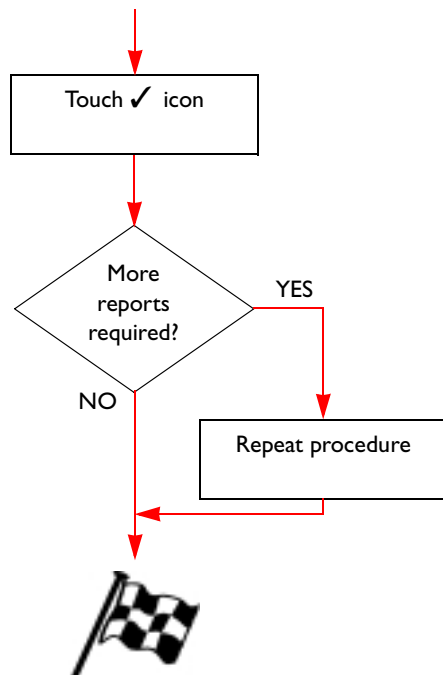 Touch ✓ icon
More
reports
required?
YES
NO
Repeat procedure